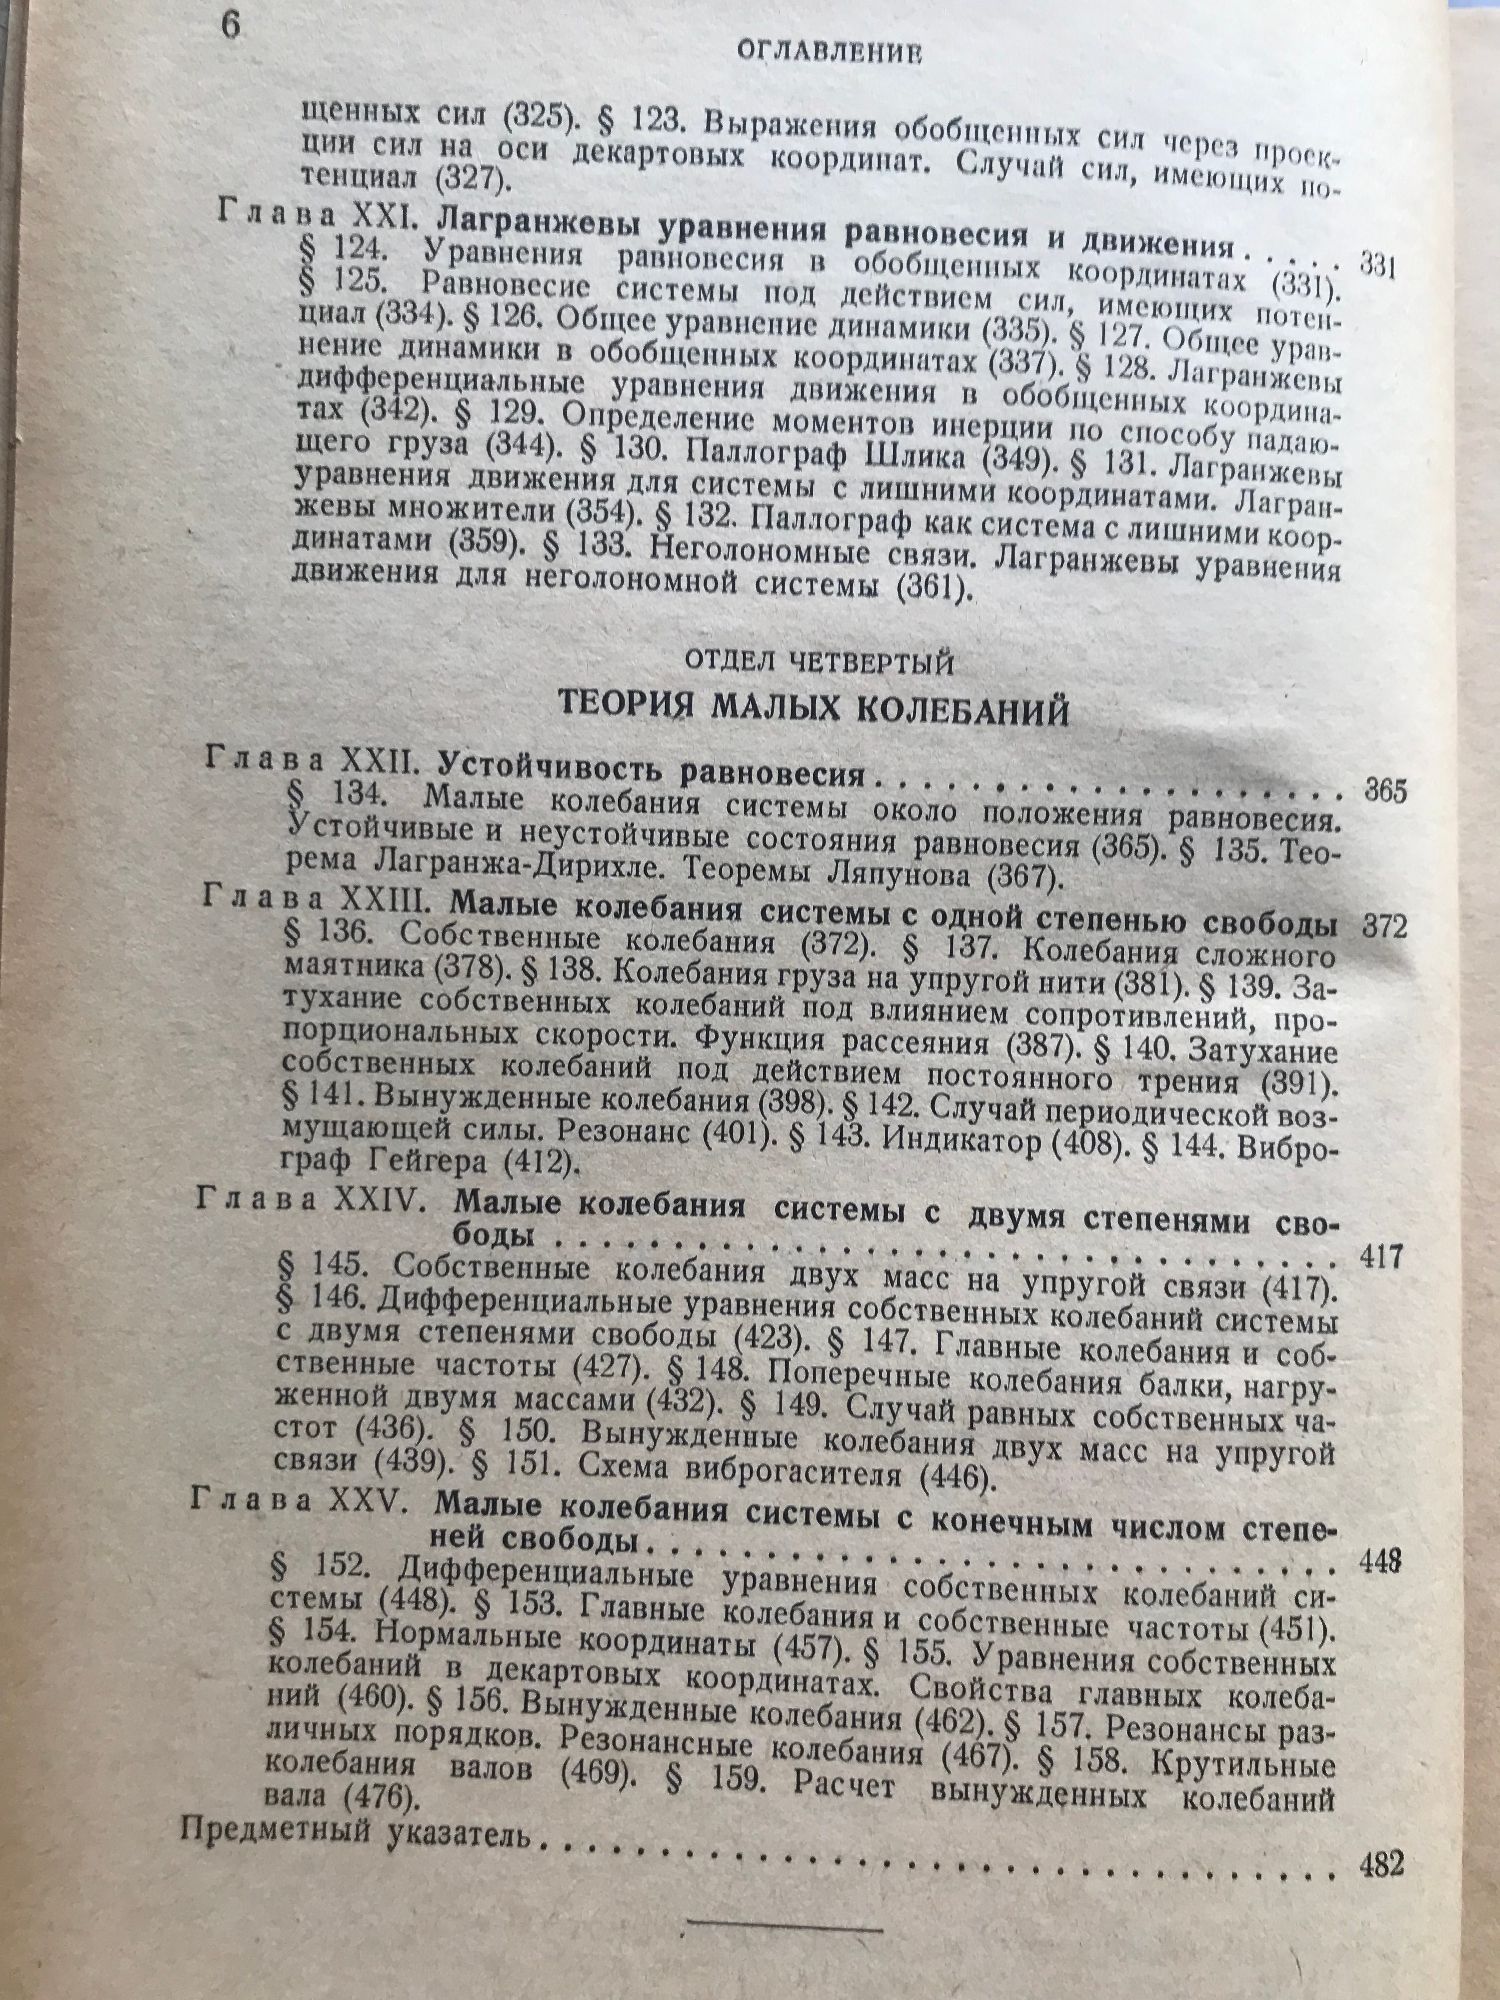 6
ОГЛАВЛЕНИЕ
щенных сил (325). § 123. Выражения обобщенных сил через проек-
ции сил на оси декартовых координат. Случай сил, имеющих по-
тенциал (327).
Глава XXI. Лагранжевы уравнения равновесия и движения . . . . . 331
§ 124. Уравнения равновесия в обобщенных координатах (331).
§ 125. Равновесие системы под действием сил, имеющих потен-
циал (334). § 126. Общее уравнение динамики (335). § 127. Общее урав-
нение динамики в обобщенных координатах (337). § 128. Лагранжевы
дифференциальные уравнения движения в обобщенных координа-
тах (342). § 129. Определение моментов инерции по способу падаю-
щего груза (344). § 130. Паллограф Шлика (349). § 131. Лагранжевы
уравнения движения для системы с лишними координатами. Лагран-
жевы множители (354). § 132. Паллограф как система с лишними коор-
динатами (359). § 133. Неголономные связи. Лагранжевы уравнения
движения для неголономной системы (361).
ОТДЕЛ ЧЕТВЕРТЫЙ
ТЕОРИЯ МАЛЫХ КОЛЕБАНИЙ
Глава XXII. Устойчивость равновесия . . . . . . . . . . . . . . . . . . . . 365
§ 134. Малые колебания системы около положения равновесия.
Устойчивые и неустойчивые состояния равновесия (365). § 135. Тео-
рема Лагранжа-Дирихле. Теоремы Ляпунова (367).
Глава XXIII. Малые колебания системы с одной степенью свободы 372
§ 136. Собственные колебания (372). § 137. Колебания сложного
маятника (378). § 138. Колебания груза на упругой нити (381). § 139. За-
тухание собственных колебаний под влиянием сопротивлений, про-
порциональных скорости. Функция рассеяния (387). § 140. Затухание
собственных колебаний под действием постоянного трения (391).
§ 141. Вынужденные колебания (398). § 142. Случай периодической воз-
мущающей силы. Резонанс (401). § 143. Индикатор (408). § 144. Вибро-
граф Гейгера (412).
Глава XXIV. Малые колебания системы с двумя степенями сво-
боды . . . . . . . . . . . . . . . . . . . . . . . . . . . . . . 417
§ 145. Собственные колебания двух масс на упругой связи (417).
§ 146. Дифференциальные уравнения собственных колебаний системы
с двумя степенями свободы (423). § 147. Главные колебания и соб-
ственные частоты (427). § 148. Поперечные колебания балки, нагру-
женной двумя массами (432). § 149. Случай равных собственных ча-
стот (436). § 150. Вынужденные колебания двух масс на упругой
связи (439). § 151. Схема виброгасителя (446).
Глава XXV. Малые колебания системы с конечным числом степе-
ней свободы . . . . . . . . . . . . . . . . . . . . . . . . . . 448
§ 152. Дифференциальные уравнения собственных колебаний си-
стемы (448). § 153. Главные колебания и собственные частоты (451).
§ 154. Нормальные координаты (457). § 155. Уравнения собственных
колебаний в декартовых координатах. Свойства главных колеба-
ний (460). § 156. Вынужденные колебания (462). § 157. Резонансы раз-
личных порядков. Резонансные колебания (467). § 158. Крутильные
колебания валов (469). § 159. Расчет вынужденных колебаний
вала (476).
Предметный указатель . . . . . . . . . . . . . . . . . . . . . . . . . . . . . . 482